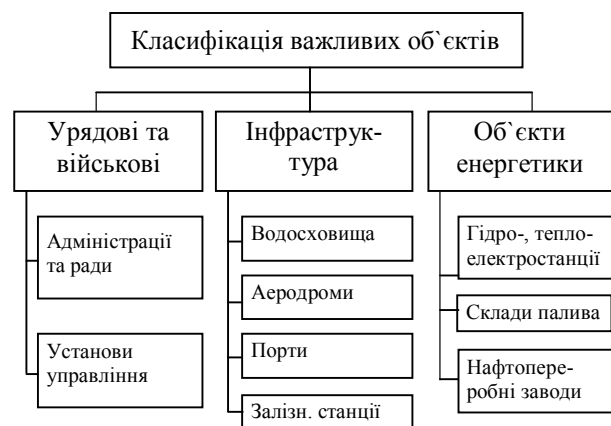 Класифікація важливих об`єктів
Урядові та
військові
Адміністрації
та ради
Установи
управління
Інфраструк-
тура
Водосховища
Аеродроми
Порти
Залізн. станції
Об`єкти
енергетики
Гідро-, тепло-
електростанції
Склади палива
Нафтопере-
робні заводи